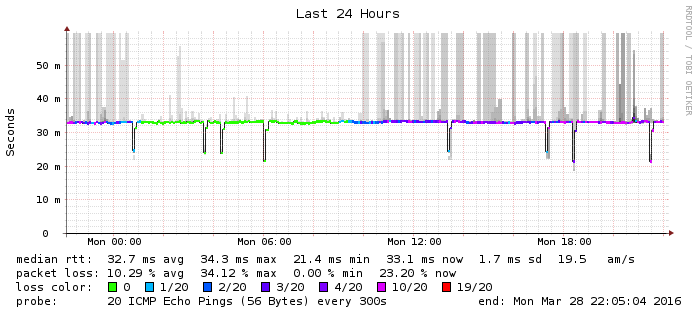 Last 24 Hours
RRDTOOL / TOBI OETIKER
Seconds
50 m
40 m
30 m
20 m
10 m
0
Mon 00:00 Mon 06:00 Mon 12:00 Mon 18:00
median rtt: 32.7 ms avg 34.3 ms max 21.4 ms min 33.1 ms now 1.7 ms sd 19.5 am/s
packet loss: 10.29 % avg 34.12 % max 0.00 % min 23.20 % now
loss color: 0 1/20 2/20 3/20 4/20 10/20 19/20
probe: 20 ICMP Echo Pings (56 Bytes) every 300s end: Mon Mar 28 22:05:04 2016